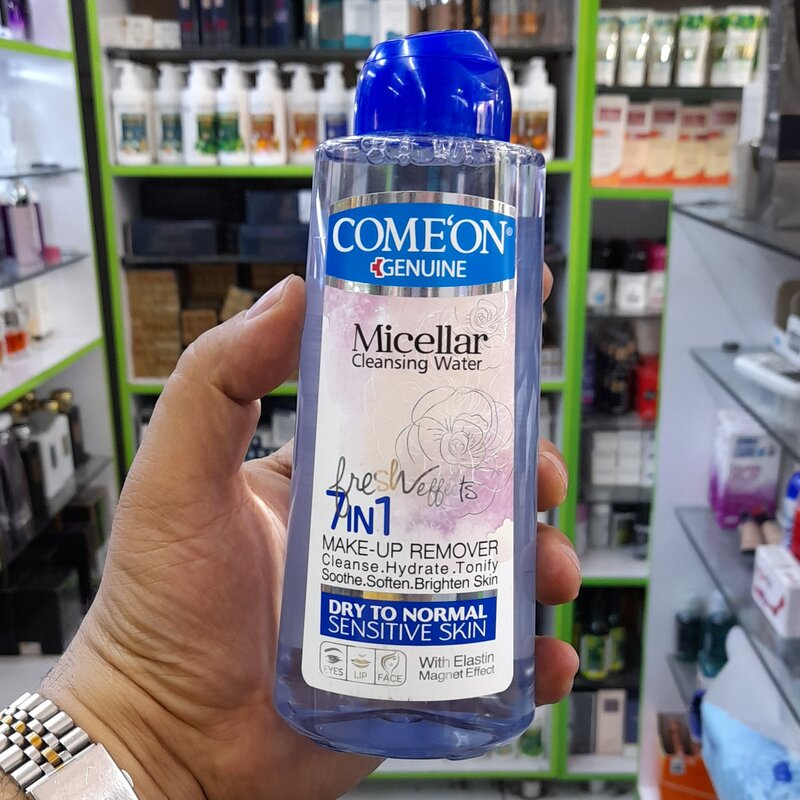 COME'ON®
GENUINE
Micellar
Cleansing Water
fresh effects
7IN1
MAKE-UP REMOVER
Cleanse.Hydrate.Tonify
Soothe.Soften.Brighten Skin
DRY TO NORMAL
SENSITIVE SKIN
EYES LIP FACE
With Elastin
Magnet Effect